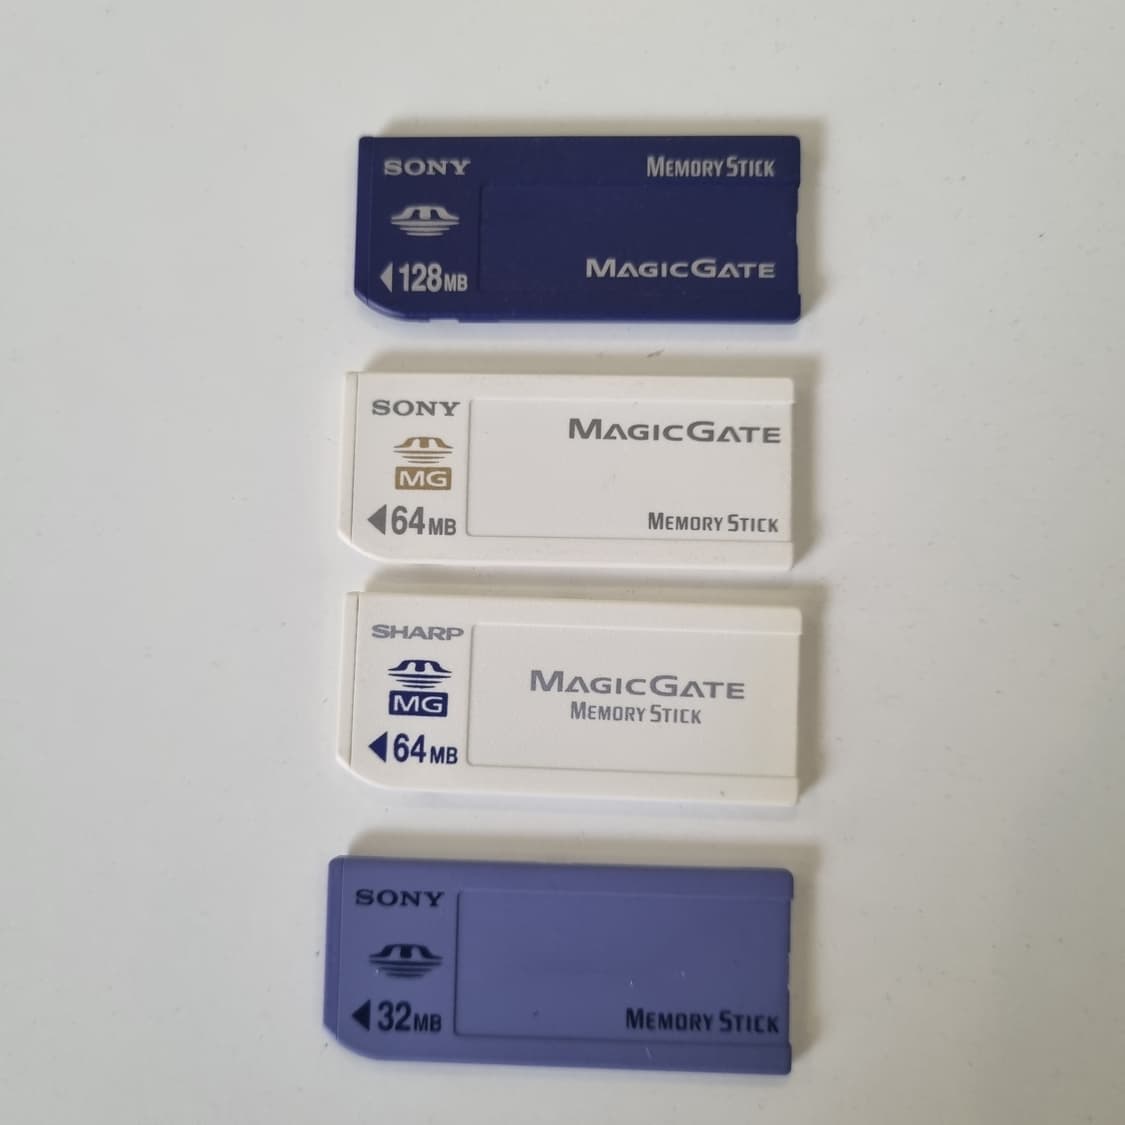 SONY MEMORY STICK
128MB MAGICGATE
SONY MAGICGATE
MG
64MB MEMORY STICK
SHARP
MG MAGICGATE
MEMORY STICK
64MB
SONY
32MB MEMORY STICK